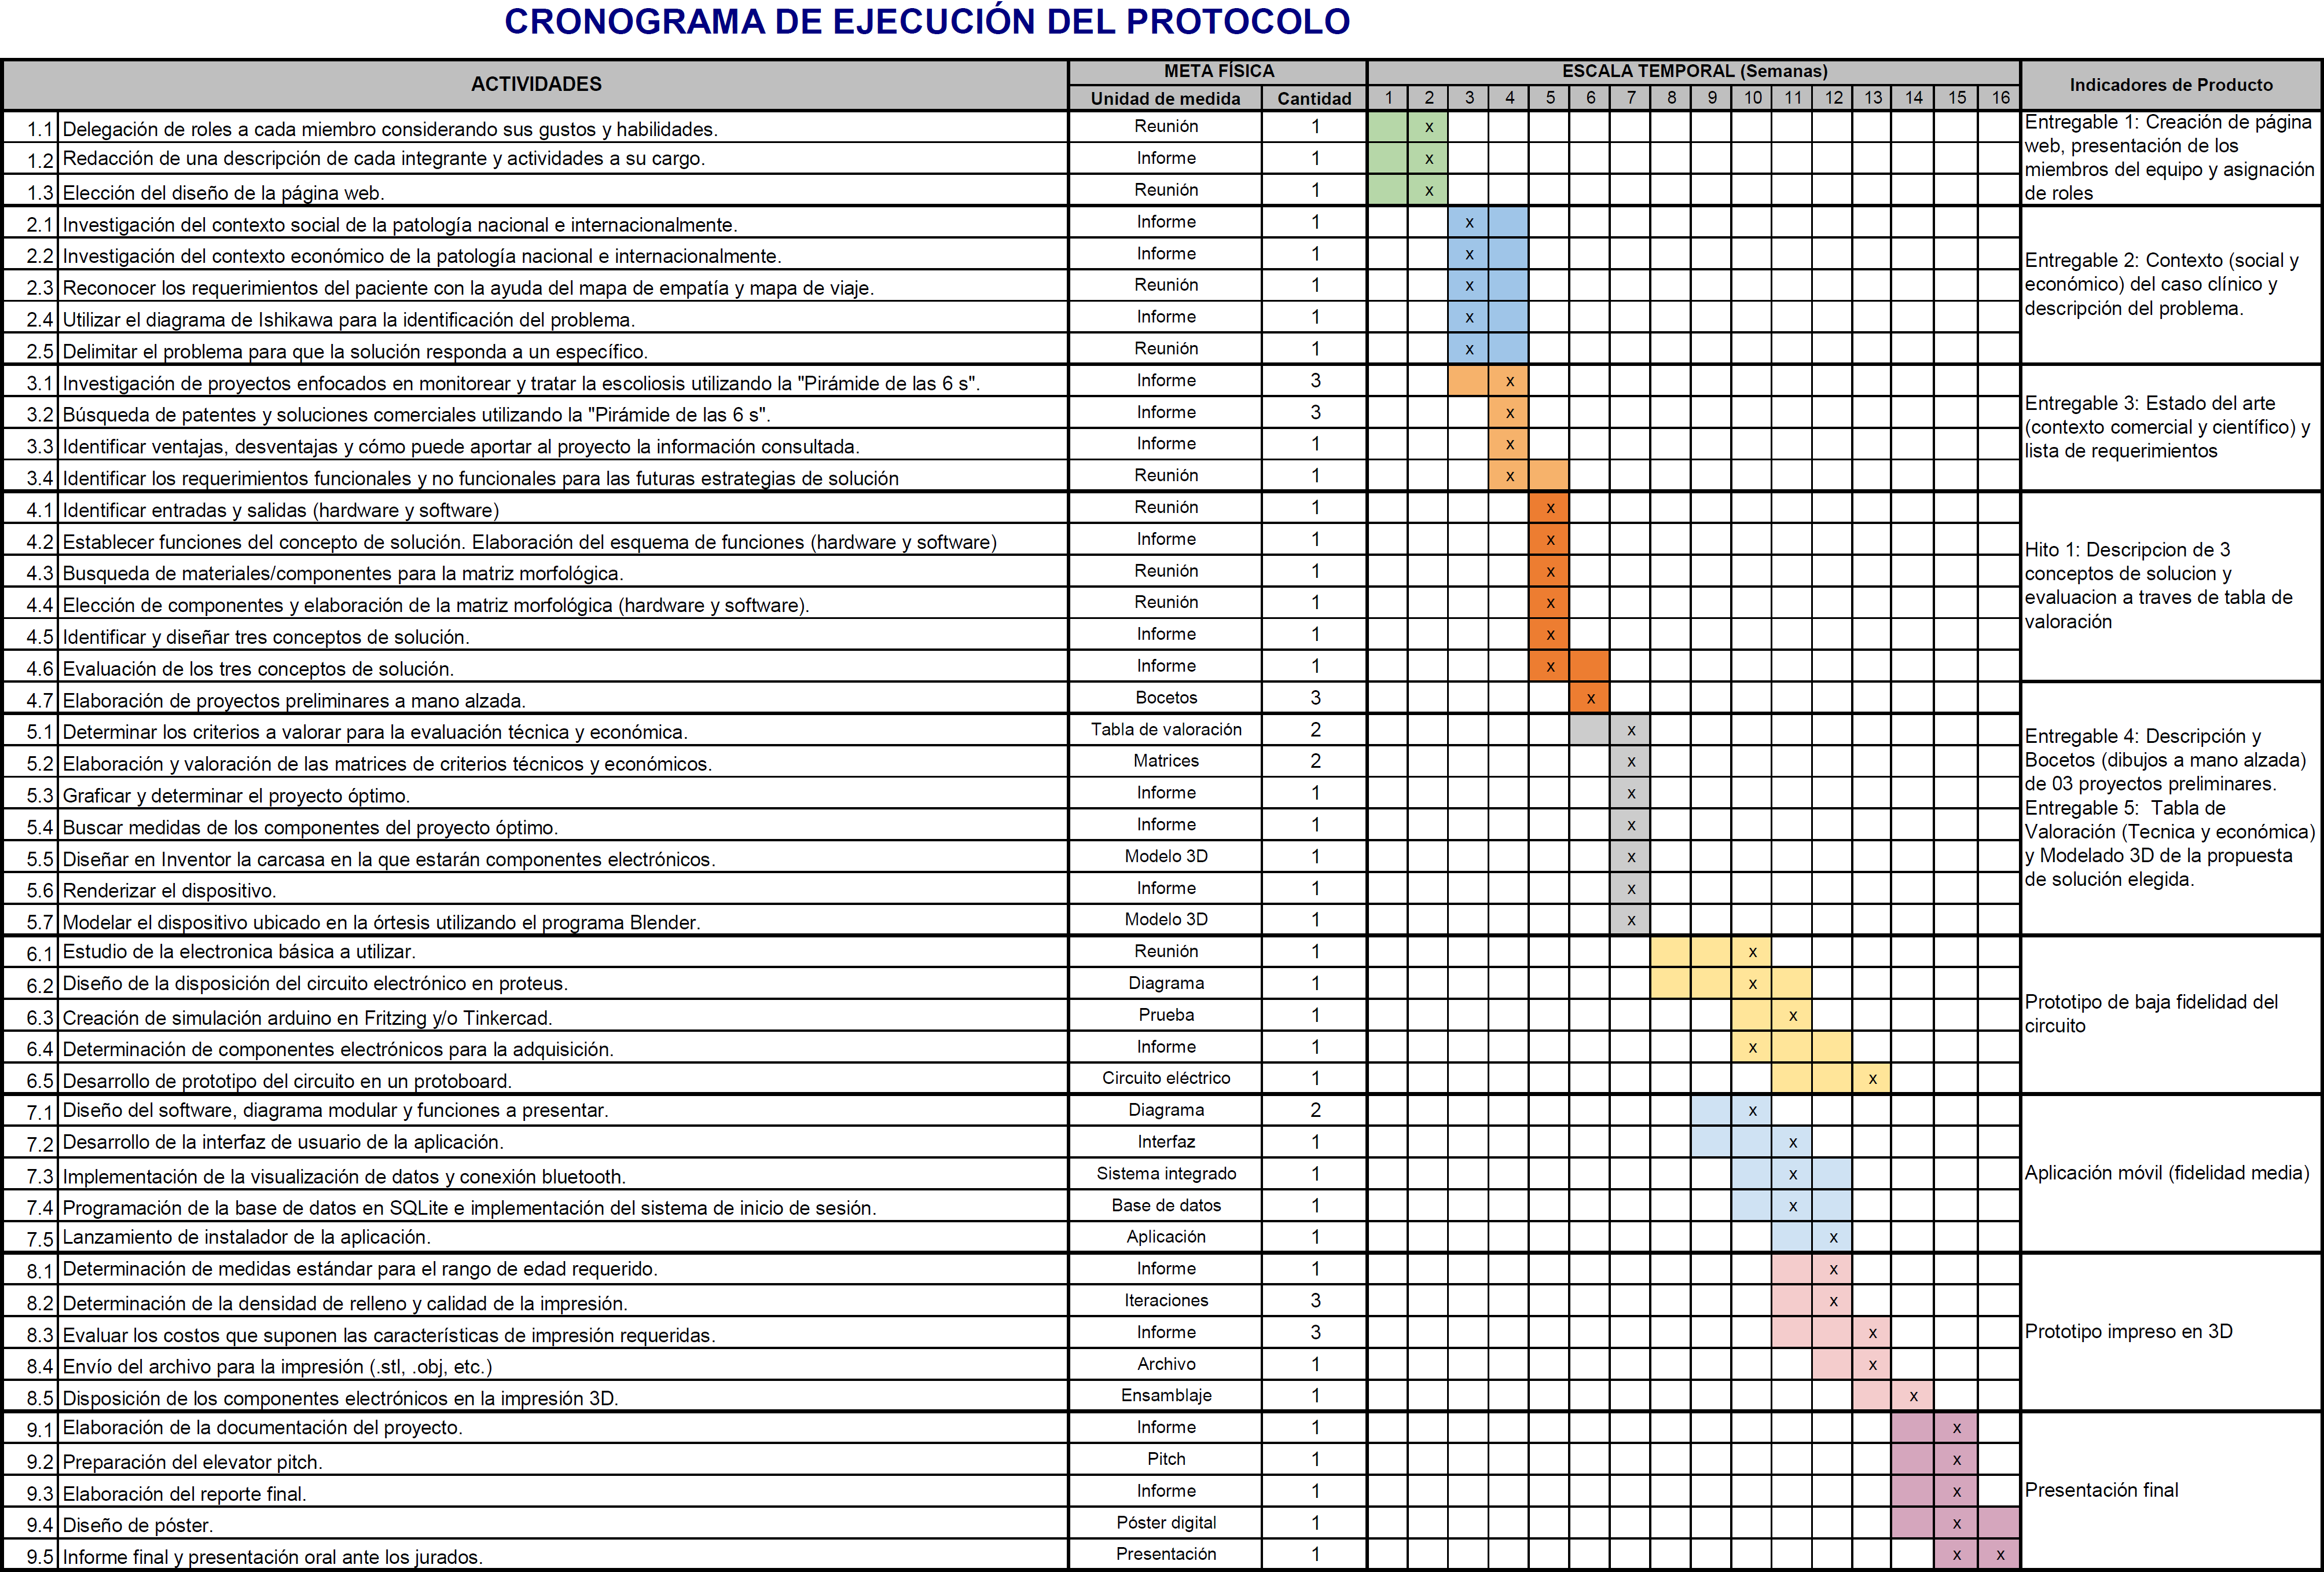 CRONOGRAMA DE EJECUCIÓN DEL PROTOCOLO
ACTIVIDADES
META FÍSICA
ESCALA TEMPORAL (Semanas)
Indicadores de Producto
Unidad de medida Cantidad 1 2 3 4 5 6 7 8 9 10 11 12 13 14 15 16
1.1 Delegación de roles a cada miembro considerando sus gustos y habilidades. Reunión 1 x
1.2 Redacción de una descripción de cada integrante y actividades a su cargo. Informe 1 x
1.3 Elección del diseño de la página web. Reunión 1 x
Entregable 1: Creación de página
web, presentación de los
miembros del equipo y asignación
de roles
2.1 Investigación del contexto social de la patología nacional e internacionalmente. Informe 1 x
2.2 Investigación del contexto económico de la patología nacional e internacionalmente. Informe 1 x
2.3 Reconocer los requerimientos del paciente con la ayuda del mapa de empatía y mapa de viaje. Reunión 1 x
2.4 Utilizar el diagrama de Ishikawa para la identificación del problema. Informe 1 x
2.5 Delimitar el problema para que la solución responda a un específico. Reunión 1 x
Entregable 2: Contexto (social y
económico) del caso clínico y
descripción del problema.
3.1 Investigación de proyectos enfocados en monitorear y tratar la escoliosis utilizando la "Pirámide de las 6 s". Informe 3 x
3.2 Búsqueda de patentes y soluciones comerciales utilizando la "Pirámide de las 6 s". Informe 3 x
3.3 Identificar ventajas, desventajas y cómo puede aportar al proyecto la información consultada. Informe 1 x
3.4 Identificar los requerimientos funcionales y no funcionales para las futuras estrategias de solución Reunión 1 x
Entregable 3: Estado del arte
(contexto comercial y científico) y
lista de requerimientos
4.1 Identificar entradas y salidas (hardware y software) Reunión 1 x
4.2 Establecer funciones del concepto de solución. Elaboración del esquema de funciones (hardware y software) Informe 1 x
4.3 Busqueda de materiales/componentes para la matriz morfológica. Reunión 1 x
4.4 Elección de componentes y elaboración de la matriz morfológica (hardware y software). Reunión 1 x
4.5 Identificar y diseñar tres conceptos de solución. Informe 1 x
4.6 Evaluación de los tres conceptos de solución. Informe 1 x
Hito 1: Descripcion de 3
conceptos de solucion y
evaluacion a traves de tabla de
valoración
4.7 Elaboración de proyectos preliminares a mano alzada. Bocetos 3 x
5.1 Determinar los criterios a valorar para la evaluación técnica y económica. Tabla de valoración 2 x
5.2 Elaboración y valoración de las matrices de criterios técnicos y económicos. Matrices 2 x
5.3 Graficar y determinar el proyecto óptimo. Informe 1 x
5.4 Buscar medidas de los componentes del proyecto óptimo. Informe 1 x
5.5 Diseñar en Inventor la carcasa en la que estarán componentes electrónicos. Modelo 3D 1 x
5.6 Renderizar el dispositivo. Informe 1 x
5.7 Modelar el dispositivo ubicado en la órtesis utilizando el programa Blender. Modelo 3D 1 x
Entregable 4: Descripción y
Bocetos (dibujos a mano alzada)
de 03 proyectos preliminares.
Entregable 5: Tabla de
Valoración (Tecnica y económica)
y Modelado 3D de la propuesta
de solución elegida.
6.1 Estudio de la electronica básica a utilizar. Reunión 1 x
6.2 Diseño de la disposición del circuito electrónico en proteus. Diagrama 1 x
6.3 Creación de simulación arduino en Fritzing y/o Tinkercad. Prueba 1 x
6.4 Determinación de componentes electrónicos para la adquisición. Informe 1 x
6.5 Desarrollo de prototipo del circuito en un protoboard. Circuito eléctrico 1 x
Prototipo de baja fidelidad del
circuito
7.1 Diseño del software, diagrama modular y funciones a presentar. Diagrama 2 x
7.2 Desarrollo de la interfaz de usuario de la aplicación. Interfaz 1 x
7.3 Implementación de la visualización de datos y conexión bluetooth. Sistema integrado 1 x
7.4 Programación de la base de datos en SQLite e implementación del sistema de inicio de sesión. Base de datos 1 x
7.5 Lanzamiento de instalador de la aplicación. Aplicación 1 x
Aplicación móvil (fidelidad media)
8.1 Determinación de medidas estándar para el rango de edad requerido. Informe 1 x
8.2 Determinación de la densidad de relleno y calidad de la impresión. Iteraciones 3 x
8.3 Evaluar los costos que suponen las características de impresión requeridas. Informe 3 x
8.4 Envío del archivo para la impresión (.stl, .obj, etc.) Archivo 1 x
8.5 Disposición de los componentes electrónicos en la impresión 3D. Ensamblaje 1 x
Prototipo impreso en 3D
9.1 Elaboración de la documentación del proyecto. Informe 1 x
9.2 Preparación del elevator pitch. Pitch 1 x
9.3 Elaboración del reporte final. Informe 1 x
9.4 Diseño de póster. Póster digital 1 x
9.5 Informe final y presentación oral ante los jurados. Presentación 1 x x
Presentación final